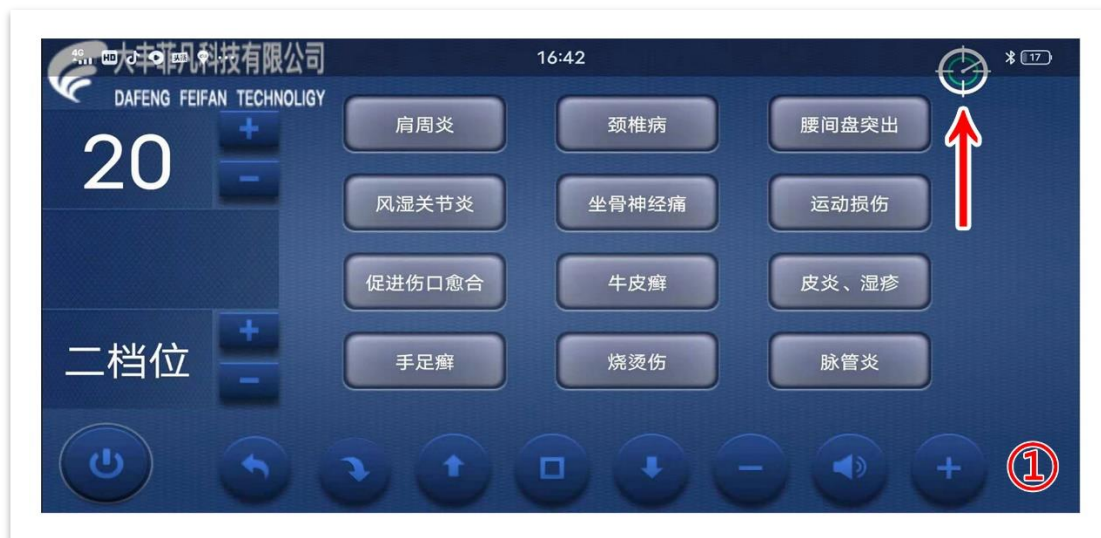 4G HD
16:42
17
大丰菲凡科技有限公司
DAFENG FEIFAN TECHNOLIGY
20
+
−
肩周炎 颈椎病 腰间盘突出
风湿关节炎 坐骨神经痛 运动损伤
促进伤口愈合 牛皮癣 皮炎、湿疹
二档位
+
−
手足癣 烧烫伤 脉管炎
− +
①